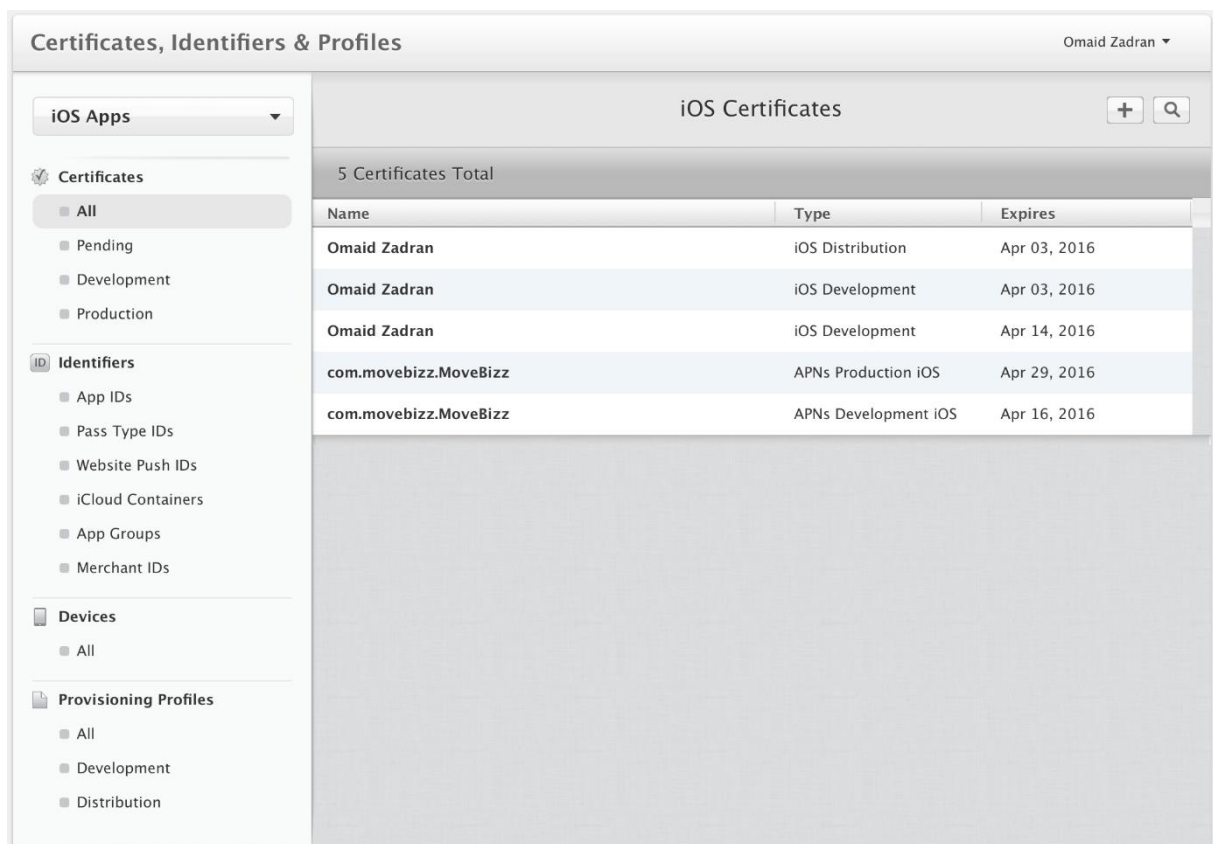 Certificates, Identifiers & Profiles
Omaid Zadran
iOS Apps
Certificates
All
Pending
Development
Production
ID Identifiers
App IDs
Pass Type IDs
Website Push IDs
iCloud Containers
App Groups
Merchant IDs
Devices
All
Provisioning Profiles
All
Development
Distribution
iOS Certificates
5 Certificates Total
Name Type Expires
Omaid Zadran iOS Distribution Apr 03, 2016
Omaid Zadran iOS Development Apr 03, 2016
Omaid Zadran iOS Development Apr 14, 2016
com.movebizz.MoveBizz APNs Production iOS Apr 29, 2016
com.movebizz.MoveBizz APNs Development iOS Apr 16, 2016